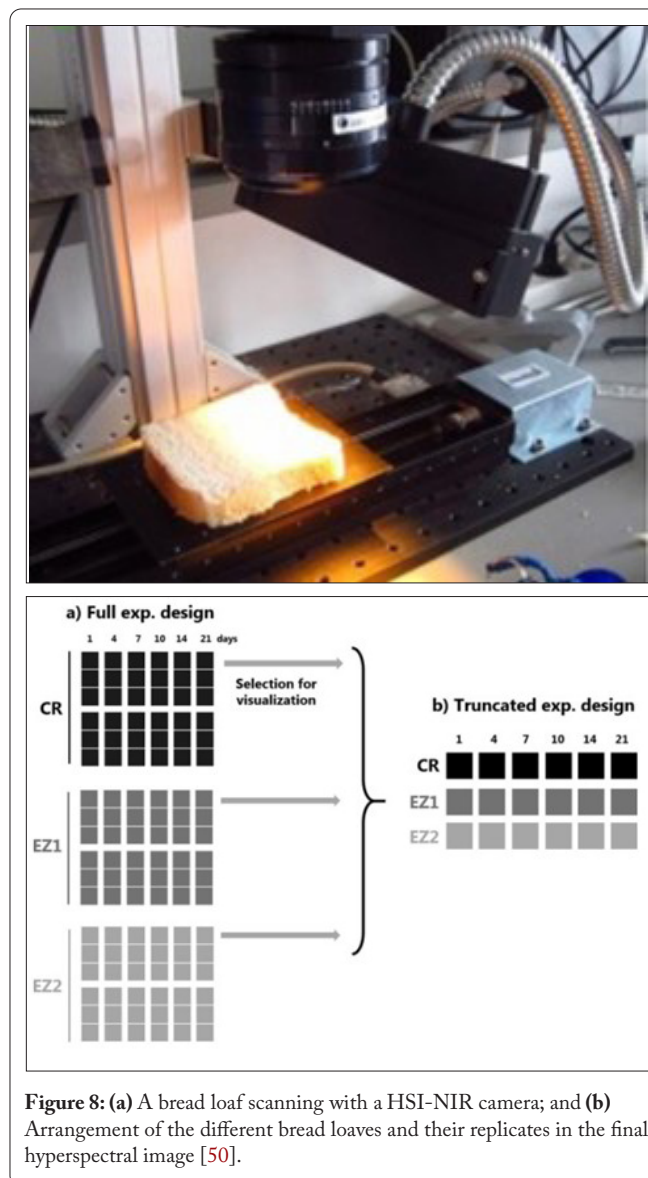 a) Full exp. design
1 4 7 10 14 21 days
CR
Selection for
visualization
EZ1
EZ2
b) Truncated exp. design
1 4 7 10 14 21
CR
EZ1
EZ2
Figure 8: (a) A bread loaf scanning with a HSI-NIR camera; and (b)
Arrangement of the different bread loaves and their replicates in the final
hyperspectral image [50].